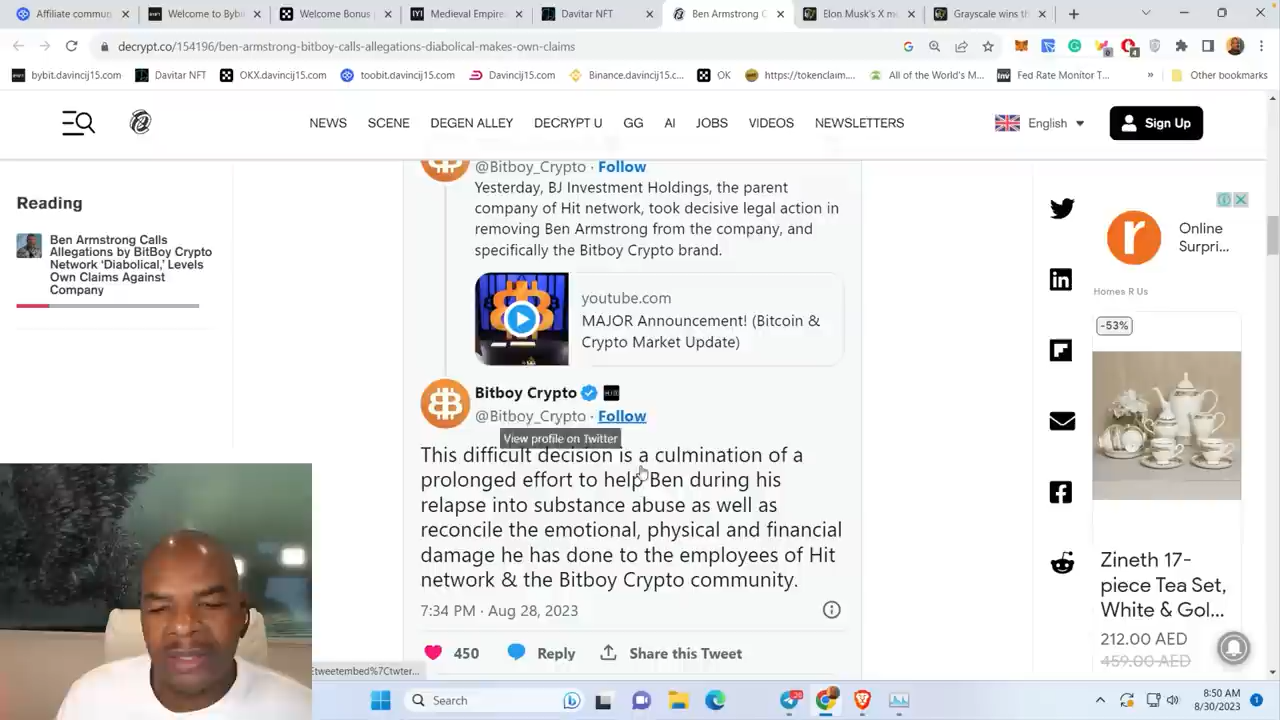 Affiliate commun
Welcome to Bybi
Welcome Bonus
Medieval Empire
Davitar NFT
Ben Armstrong C
Elon Musk's X m
Grayscale wins th
decrypt.co/154196/ben-armstrong-bitboy-calls-allegations-diabolical-makes-own-claims
bybit.davincij15.com
Davitar NFT
OKX.davincij15.com
toobit.davincij15.com
Davincij15.com
Binance.davincij15.c...
OK
https://tokenclaim....
All of the World's M...
Fed Rate Monitor T...
»
Other bookmarks
NEWS
SCENE
DEGEN ALLEY
DECRYPT U
GG
AI
JOBS
VIDEOS
NEWSLETTERS
English
Sign Up
Reading
Ben Armstrong Calls
Allegations by BitBoy Crypto
Network 'Diabolical,' Levels
Own Claims Against
Company
@Bitboy_Crypto · Follow
Yesterday, BJ Investment Holdings, the parent
company of Hit network, took decisive legal action in
removing Ben Armstrong from the company, and
specifically the Bitboy Crypto brand.
youtube.com
MAJOR Announcement! (Bitcoin &
Crypto Market Update)
Bitboy Crypto
@Bitboy_Crypto · Follow
View profile on Twitter
This difficult decision is a culmination of a
prolonged effort to help Ben during his
relapse into substance abuse as well as
reconcile the emotional, physical and financial
damage he has done to the employees of Hit
network & the Bitboy Crypto community.
7:34 PM · Aug 28, 2023
450
Reply
Share this Tweet
Online
Surpri...
Homes R Us
-53%
Zineth 17-
piece Tea Set,
White & Gol...
212.00 AED
459.00 AED
etweetembed%7Ctwter...
Search
8:50 AM
8/30/2023